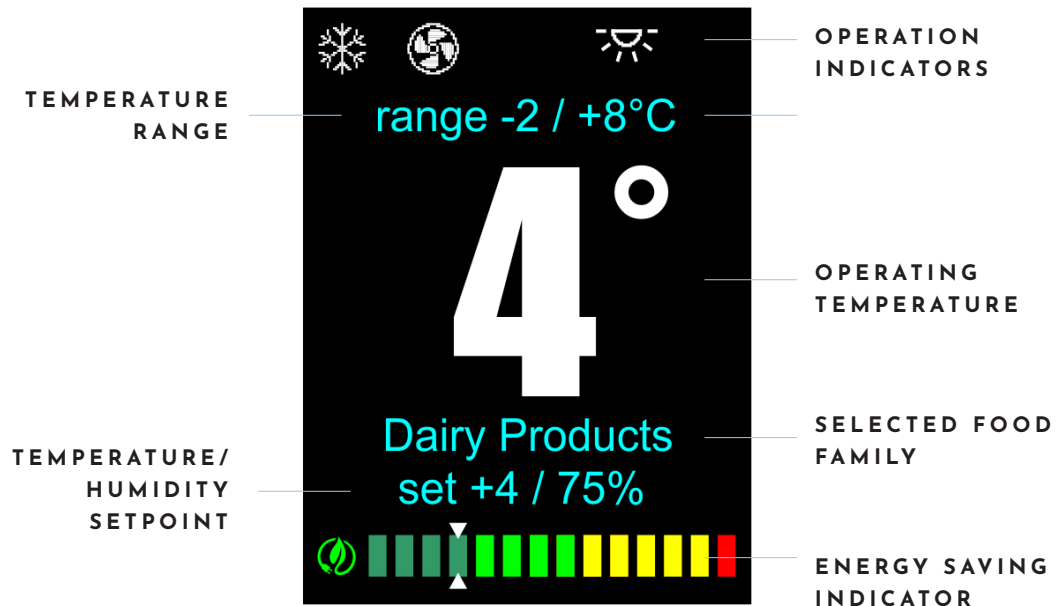 OPERATION
INDICATORS
TEMPERATURE
RANGE
range -2 / +8°C
4°
OPERATING
TEMPERATURE
Dairy Products
SELECTED FOOD
FAMILY
TEMPERATURE/
HUMIDITY
SETPOINT
set +4 / 75%
ENERGY SAVING
INDICATOR